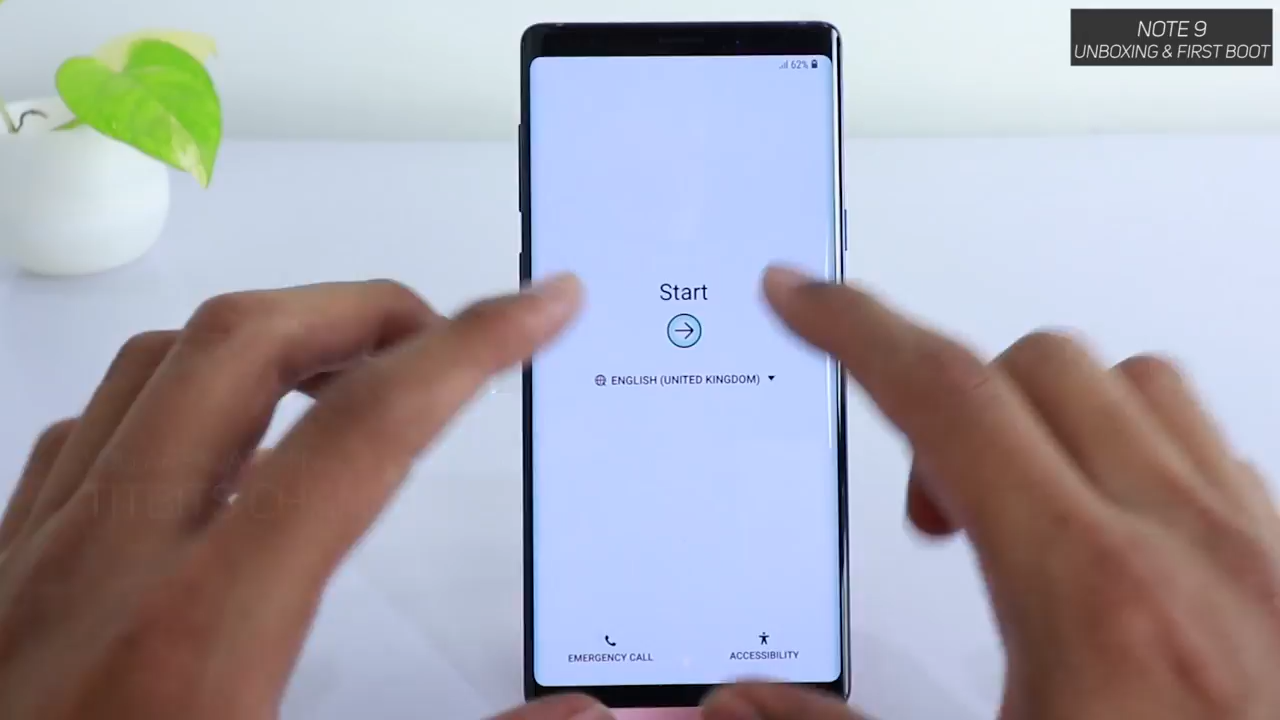 NOTE 9
UNBOXING & FIRST BOOT
62%
Start
ENGLISH (UNITED KINGDOM)
EMERGENCY CALL
ACCESSIBILITY